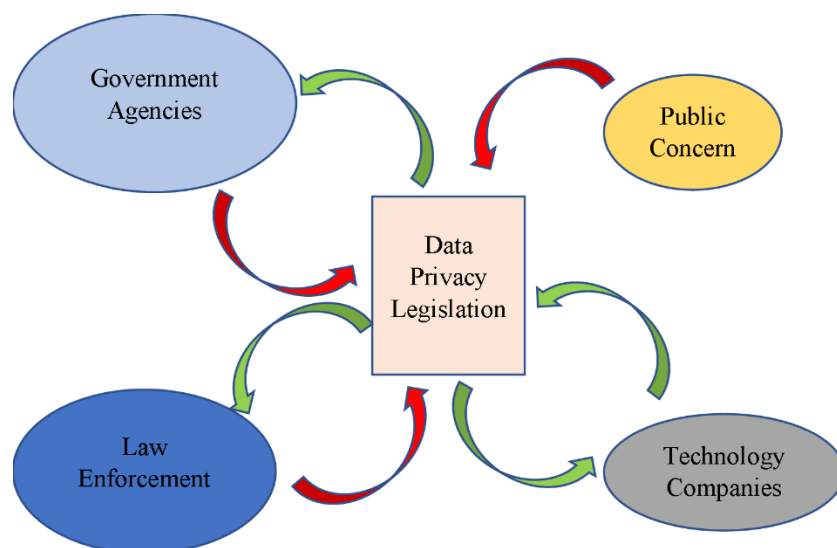 Government
Agencies
Public
Concern
Data
Privacy
Legislation
Law
Enforcement
Technology
Companies